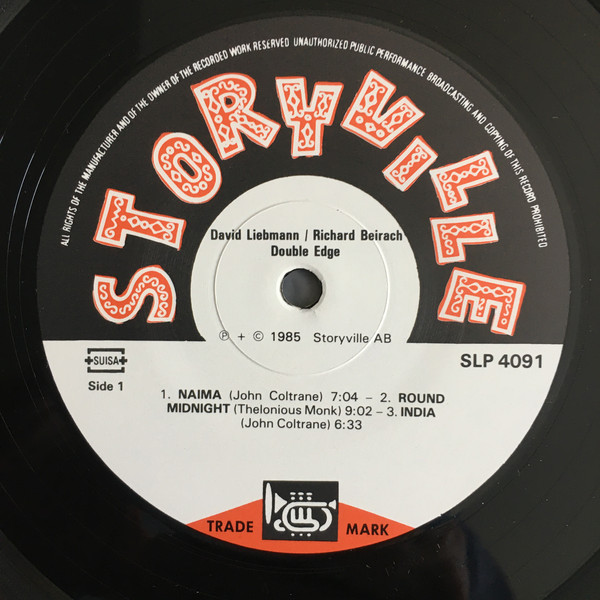 ALL RIGHTS OF THE MANUFACTURER AND OF THE OWNER OF THE RECORDED WORK RESERVED UNAUTHORIZED PUBLIC PERFORMANCE BROADCASTING AND COPYING OF THIS RECORD PROHIBITED
STORYVILLE
David Liebmann / Richard Beirach
Double Edge
℗ + © 1985 Storyville AB
SUISA
SLP 4091
Side 1
1. NAIMA (John Coltrane) 7:04 – 2. ROUND
MIDNIGHT (Thelonious Monk) 9:02 – 3. INDIA
(John Coltrane) 6:33
TRADE MARK